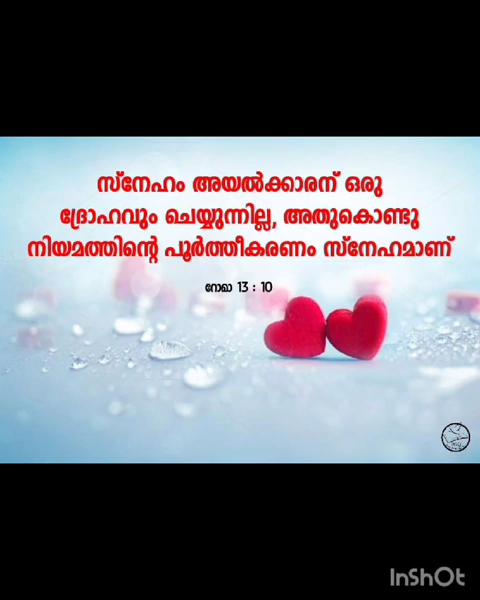 സ്നേഹം അയൽക്കാരന് ഒരു
ദ്രോഹവും ചെയ്യുന്നില്ല, അതുകൊണ്ടു
നിയമത്തിന്റെ പൂർത്തീകരണം സ്നേഹമാണ്
റോമാ 13 : 10
InShOt